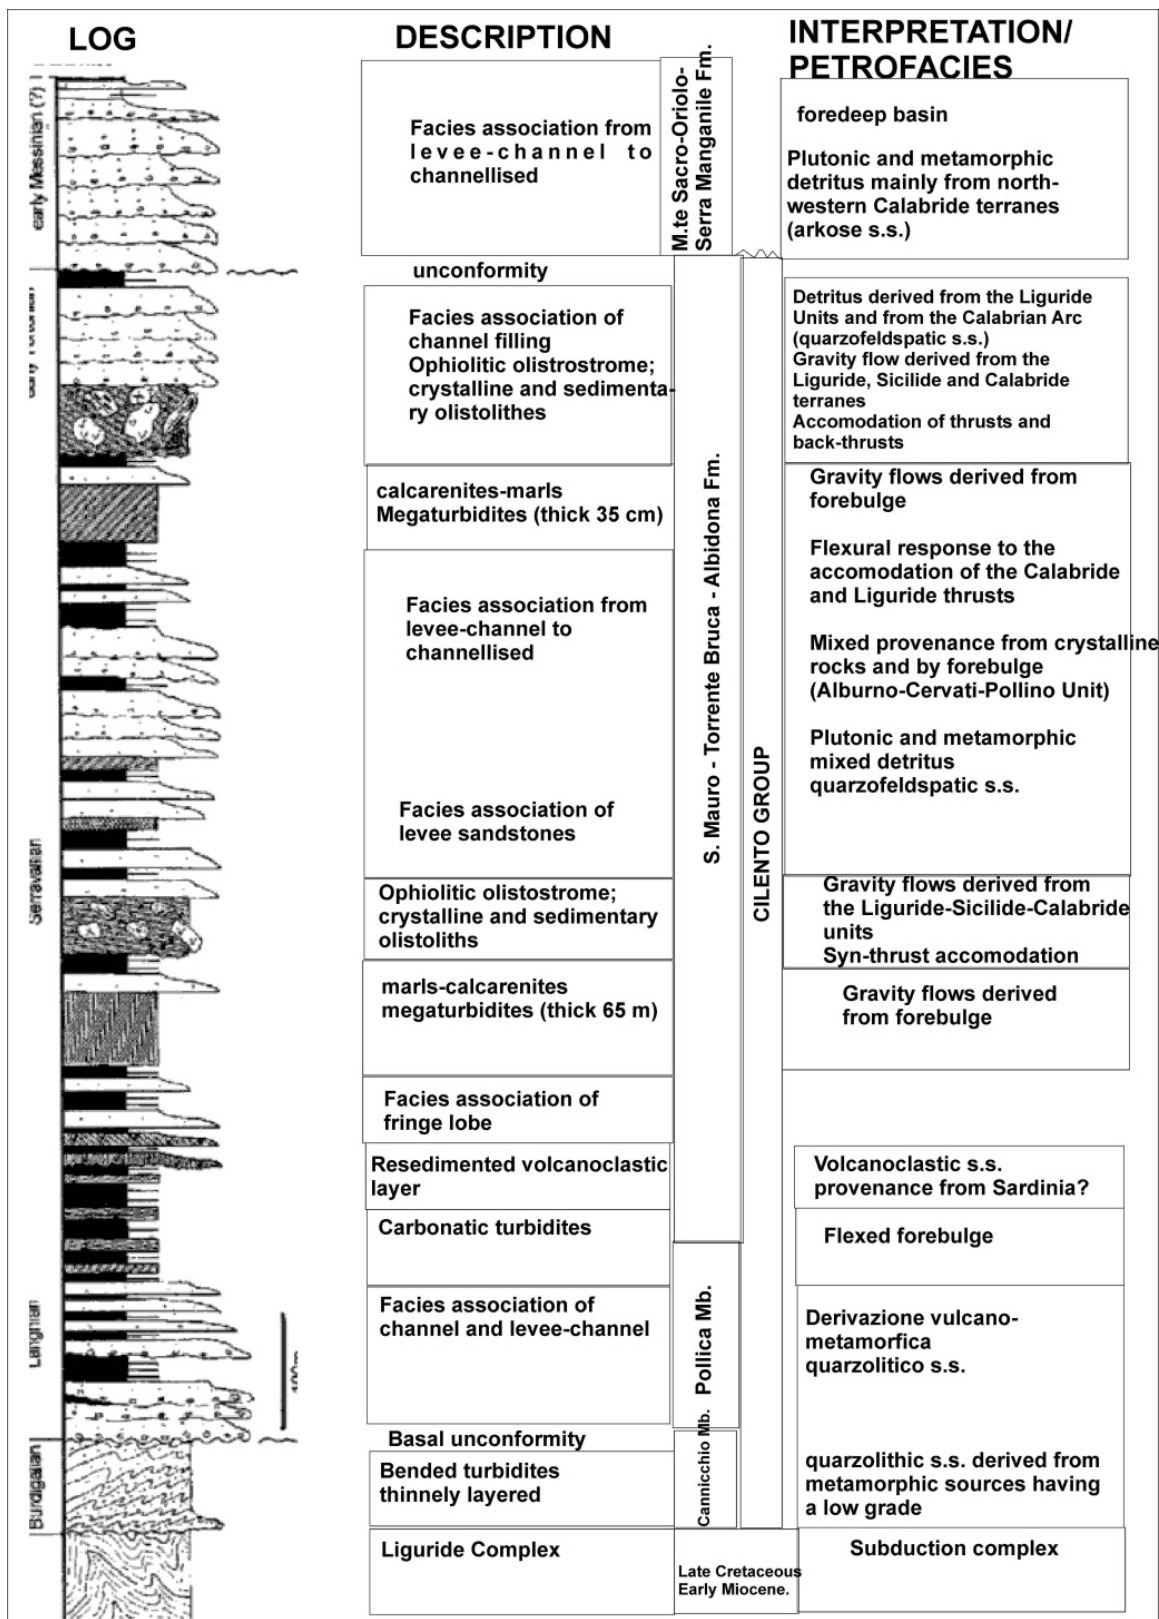 LOG
DESCRIPTION
INTERPRETATION/
PETROFACIES
early Messinian (?)
Facies association from
levee-channel to
channellised
M.te Sacro-Oriolo-
Serra Manganile Fm.
foredeep basin
Plutonic and metamorphic
detritus mainly from north-
western Calabride terranes
(arkose s.s.)
unconformity
early Tortonian
Facies association of
channel filling
Ophiolitic olistrostrome;
crystalline and sedimenta-
ry olistolithes
Detritus derived from the Liguride
Units and from the Calabrian Arc
(quarzofeldspatic s.s.)
Gravity flow derived from the
Liguride, Sicilide and Calabride
terranes
Accomodation of thrusts and
back-thrusts
calcarenites-marls
Megaturbidites (thick 35 cm)
Gravity flows derived from
forebulge
Flexural response to the
accomodation of the Calabride
and Liguride thrusts
Mixed provenance from crystalline
rocks and by forebulge
(Alburno-Cervati-Pollino Unit)
Plutonic and metamorphic
mixed detritus
quarzofeldspatic s.s.
Facies association from
levee-channel to
channellised
Facies association of
levee sandstones
S. Mauro - Torrente Bruca - Albidona Fm.
CILENTO GROUP
Serravallian
Ophiolitic olistostrome;
crystalline and sedimentary
olistoliths
Gravity flows derived from
the Liguride-Sicilide-Calabride
units
Syn-thrust accomodation
marls-calcarenites
megaturbidites (thick 65 m)
Gravity flows derived
from forebulge
Facies association of
fringe lobe
Resedimented volcanoclastic
layer
Volcanoclastic s.s.
provenance from Sardinia?
Carbonatic turbidites
Flexed forebulge
Langhian
Facies association of
channel and levee-channel
Pollica Mb.
Derivazione vulcano-
metamorfica
quarzolitico s.s.
100m
Basal unconformity
Burdigalian
Bended turbidites
thinnely layered
Cannicchio Mb.
quarzolithic s.s. derived from
metamorphic sources having
a low grade
Liguride Complex
Late Cretaceous
Early Miocene.
Subduction complex